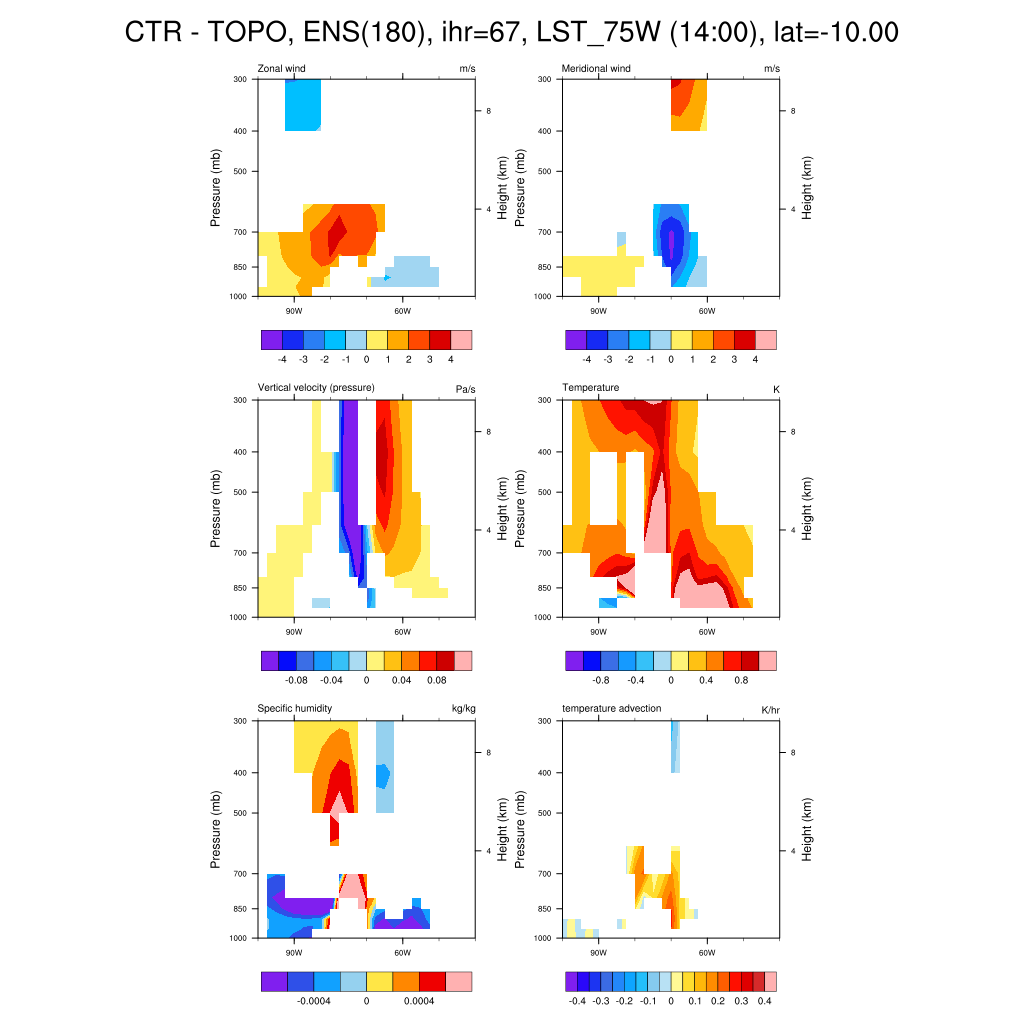 CTR - TOPO, ENS(180), ihr=67, LST_75W (14:00), lat=-10.00
Zonal wind m/s
300
400
500
700
850
1000
Pressure (mb)
8
4
Height (km)
90W 60W
-4 -3 -2 -1 0 1 2 3 4
Meridional wind m/s
300
400
500
700
850
1000
Pressure (mb)
8
4
Height (km)
90W 60W
-4 -3 -2 -1 0 1 2 3 4
Vertical velocity (pressure) Pa/s
300
400
500
700
850
1000
Pressure (mb)
8
4
Height (km)
90W 60W
-0.08 -0.04 0 0.04 0.08
Temperature K
300
400
500
700
850
1000
Pressure (mb)
8
4
Height (km)
90W 60W
-0.8 -0.4 0 0.4 0.8
Specific humidity kg/kg
300
400
500
700
850
1000
Pressure (mb)
8
4
Height (km)
90W 60W
-0.0004 0 0.0004
temperature advection K/hr
300
400
500
700
850
1000
Pressure (mb)
8
4
Height (km)
90W 60W
-0.4 -0.3 -0.2 -0.1 0 0.1 0.2 0.3 0.4